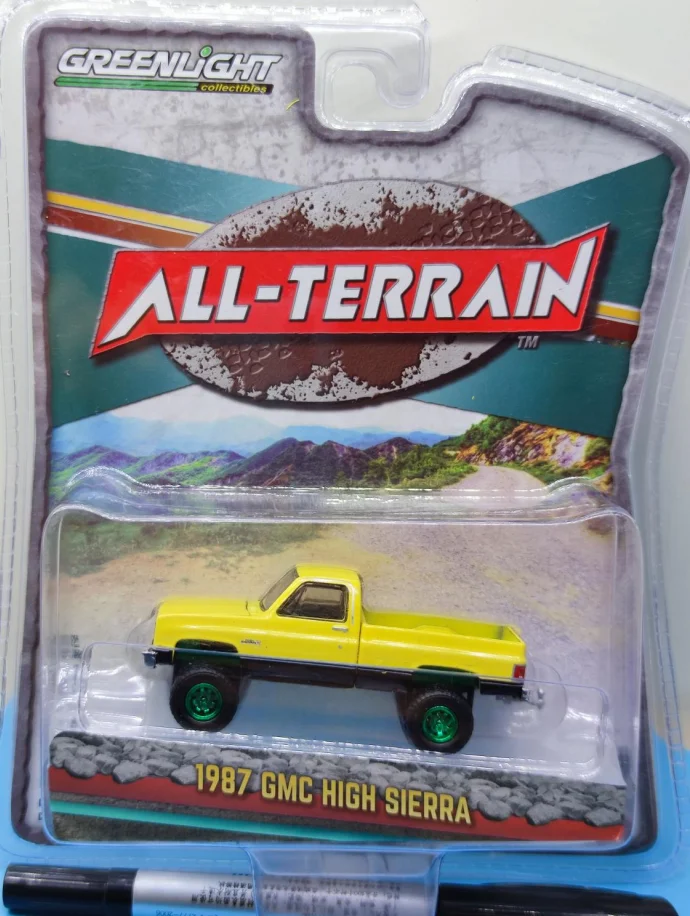 GREENLIGHT
collectibles
ALL-TERRAIN
TM
1987 GMC HIGH SIERRA